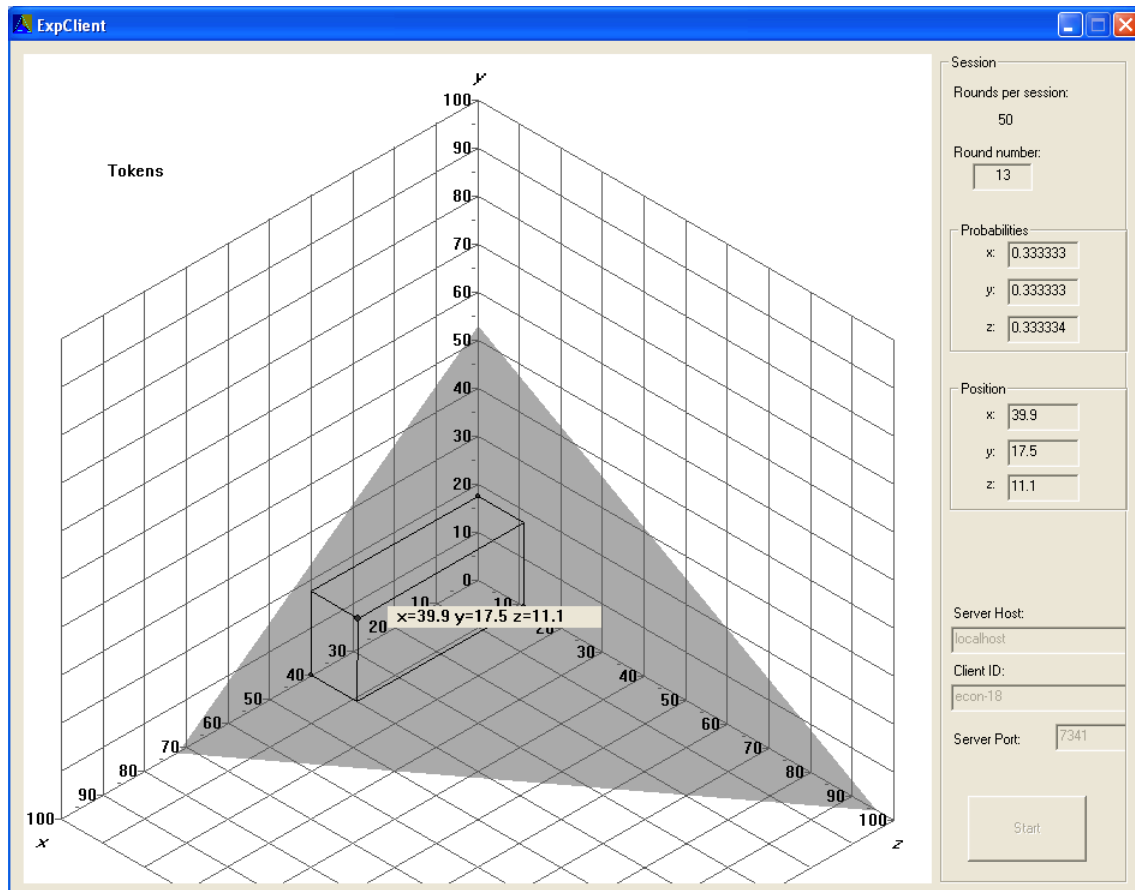 ExpClient
Tokens
y
100
90
80
70
60
50
40
30
20
10
0
10
20
30
40
50
60
70
80
90
100
x
10
20
30
40
50
60
70
80
90
100
z
x=39.9 y=17.5 z=11.1
Session
Rounds per session:
50
Round number:
13
Probabilities
x: 0.333333
y: 0.333333
z: 0.333334
Position
x: 39.9
y: 17.5
z: 11.1
Server Host:
localhost
Client ID:
econ-18
Server Port: 7341
Start